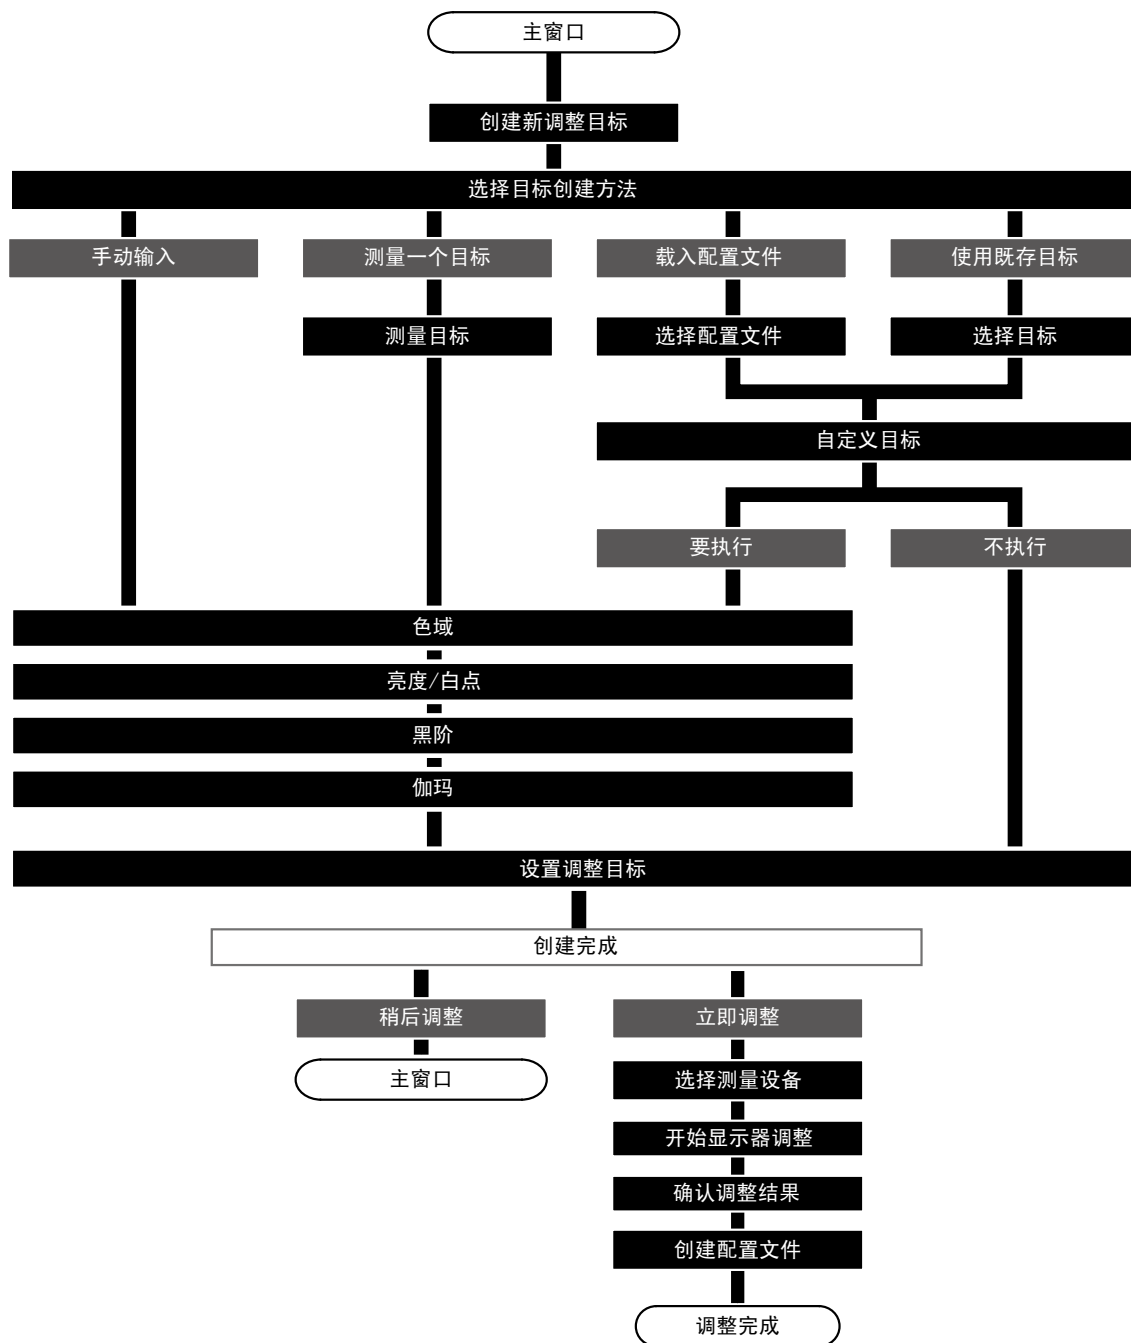 主窗口
创建新调整目标
选择目标创建方法
手动输入
测量一个目标
载入配置文件
使用既存目标
测量目标
选择配置文件
选择目标
自定义目标
要执行
不执行
色域
亮度/白点
黑阶
伽玛
设置调整目标
创建完成
稍后调整
立即调整
主窗口
选择测量设备
开始显示器调整
确认调整结果
创建配置文件
调整完成